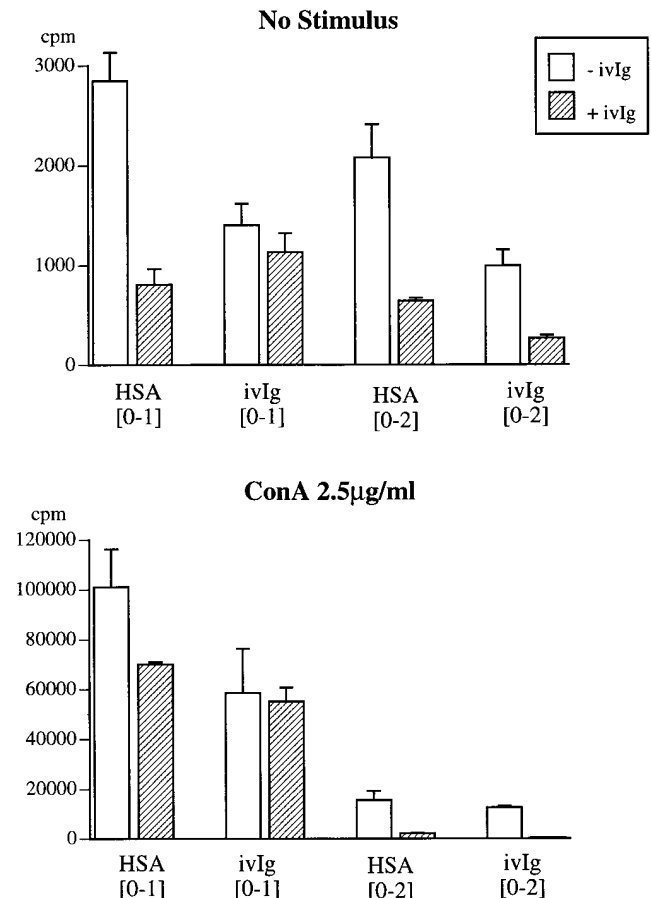 No Stimulus
cpm
3000
2000
1000
0
- ivIg
+ ivIg
HSA ivIg HSA ivIg
[0-1] [0-1] [0-2] [0-2]
ConA 2.5µg/ml
cpm
120000
100000
80000
60000
40000
20000
0
HSA ivIg HSA ivIg
[0-1] [0-1] [0-2] [0-2]